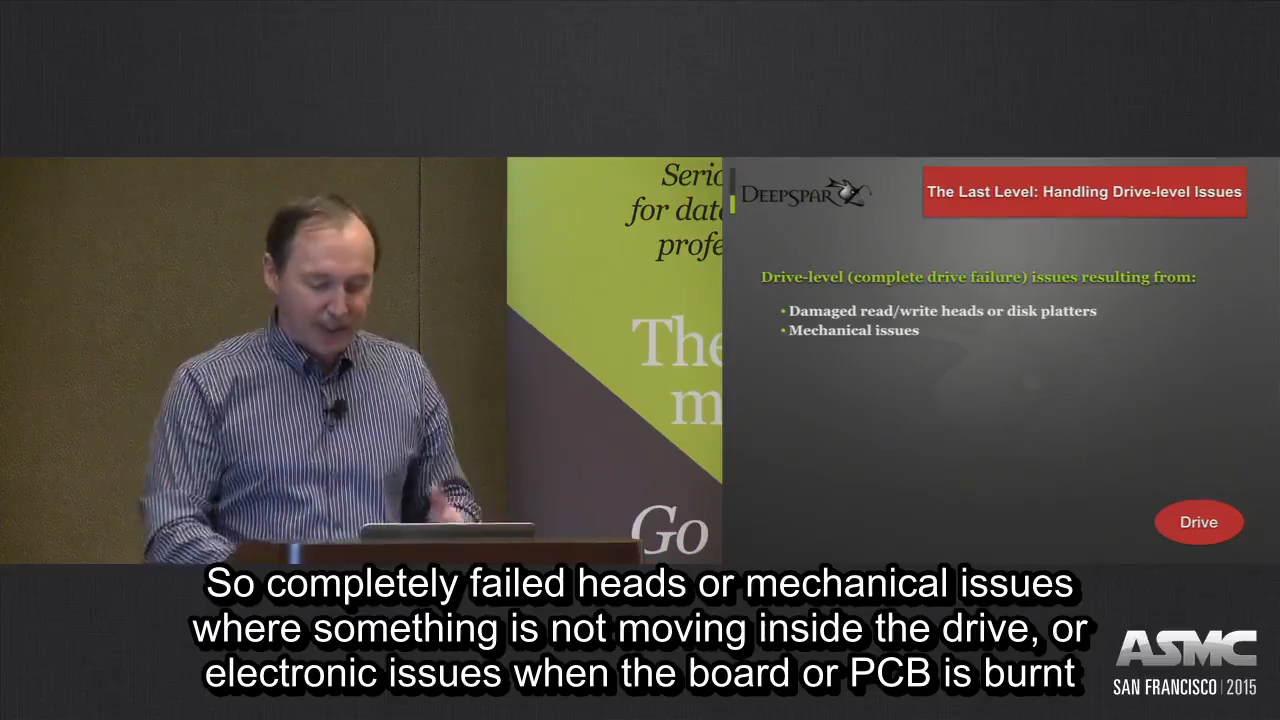 Serio
for data
profe
The
m
Go
DEEPSPAR
The Last Level: Handling Drive-level Issues
Drive-level (complete drive failure) issues resulting from:
• Damaged read/write heads or disk platters
• Mechanical issues
Drive
So completely failed heads or mechanical issues
where something is not moving inside the drive, or
electronic issues when the board or PCB is burnt
ASMC
SAN FRANCISCO | 2015